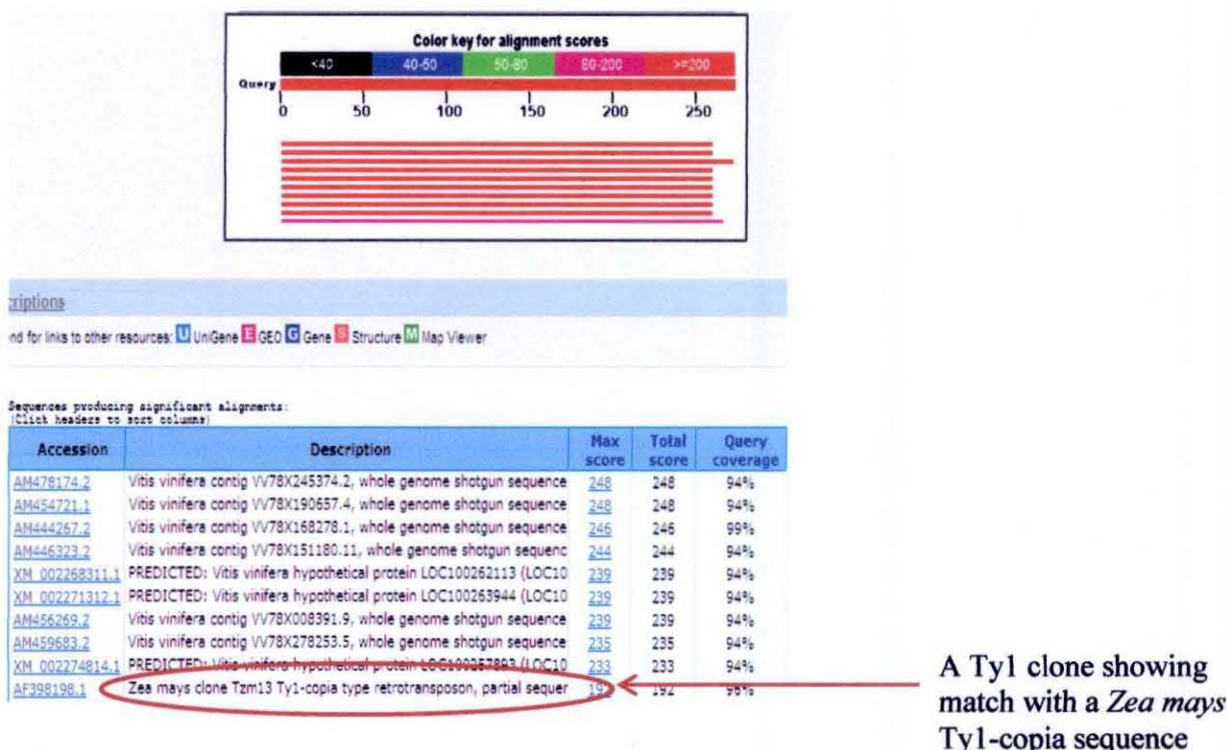 Color key for alignment scores
<40 40-50 50-80 80-200 >=200
Query
0 50 100 150 200 250
criptions
nd for links to other resources: U UniGene E GEO G Gene S Structure M Map Viewer
Sequences producing significant alignments:
(Click headers to sort columns)
Accession Description Max score Total score Query coverage
AM478174.2 Vitis vinifera contig VV78X245374.2, whole genome shotgun sequence 248 248 94%
AM454721.1 Vitis vinifera contig VV78X190657.4, whole genome shotgun sequence 248 248 94%
AM444267.2 Vitis vinifera contig VV78X168278.1, whole genome shotgun sequence 246 246 99%
AM446323.2 Vitis vinifera contig VV78X151180.11, whole genome shotgun sequenc 244 244 94%
XM_002268311.1 PREDICTED: Vitis vinifera hypothetical protein LOC100262113 (LOC10 239 239 94%
XM_002271312.1 PREDICTED: Vitis vinifera hypothetical protein LOC100263944 (LOC10 239 239 94%
AM456269.2 Vitis vinifera contig VV78X008391.9, whole genome shotgun sequence 239 239 94%
AM459683.2 Vitis vinifera contig VV78X278253.5, whole genome shotgun sequence 235 235 94%
XM_002274814.1 PREDICTED: Vitis vinifera hypothetical protein LOC100257893 (LOC10 233 233 94%
AF398198.1 Zea mays clone Tzm13 Ty1-copia type retrotransposon, partial sequer 192 192
A Ty1 clone showing
match with a Zea mays
Ty1-copia sequence